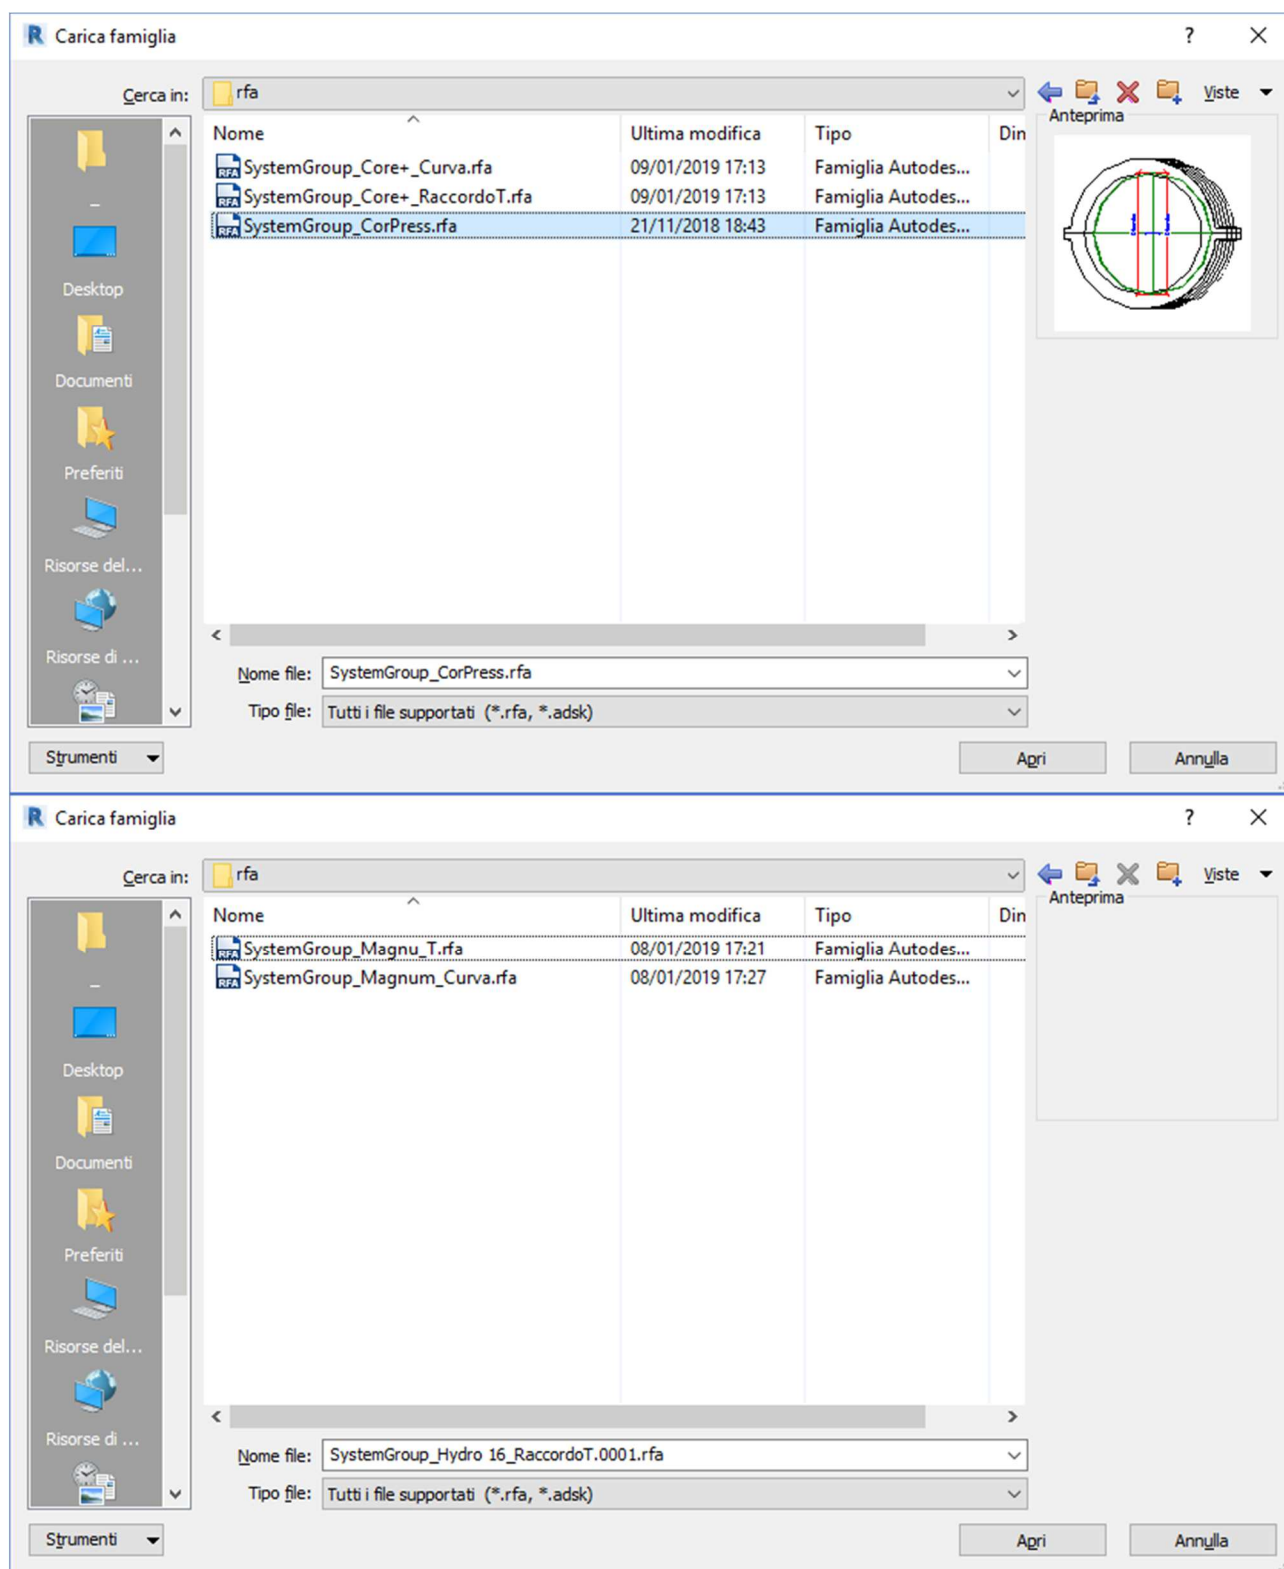 R Carica famiglia ? ×
Cerca in: rfa Viste
Anteprima
Nome Ultima modifica Tipo Din
RFA SystemGroup_Core+_Curva.rfa 09/01/2019 17:13 Famiglia Autodes...
RFA SystemGroup_Core+_RaccordoT.rfa 09/01/2019 17:13 Famiglia Autodes...
RFA SystemGroup_CorPress.rfa 21/11/2018 18:43 Famiglia Autodes...
_
Desktop
Documenti
Preferiti
Risorse del...
Risorse di ...
Nome file: SystemGroup_CorPress.rfa
Tipo file: Tutti i file supportati (*.rfa, *.adsk)
Strumenti Apri Annulla
R Carica famiglia ? ×
Cerca in: rfa Viste
Anteprima
Nome Ultima modifica Tipo Din
RFA SystemGroup_Magnu_T.rfa 08/01/2019 17:21 Famiglia Autodes...
RFA SystemGroup_Magnum_Curva.rfa 08/01/2019 17:27 Famiglia Autodes...
_
Desktop
Documenti
Preferiti
Risorse del...
Risorse di ...
Nome file: SystemGroup_Hydro 16_RaccordoT.0001.rfa
Tipo file: Tutti i file supportati (*.rfa, *.adsk)
Strumenti Apri Annulla